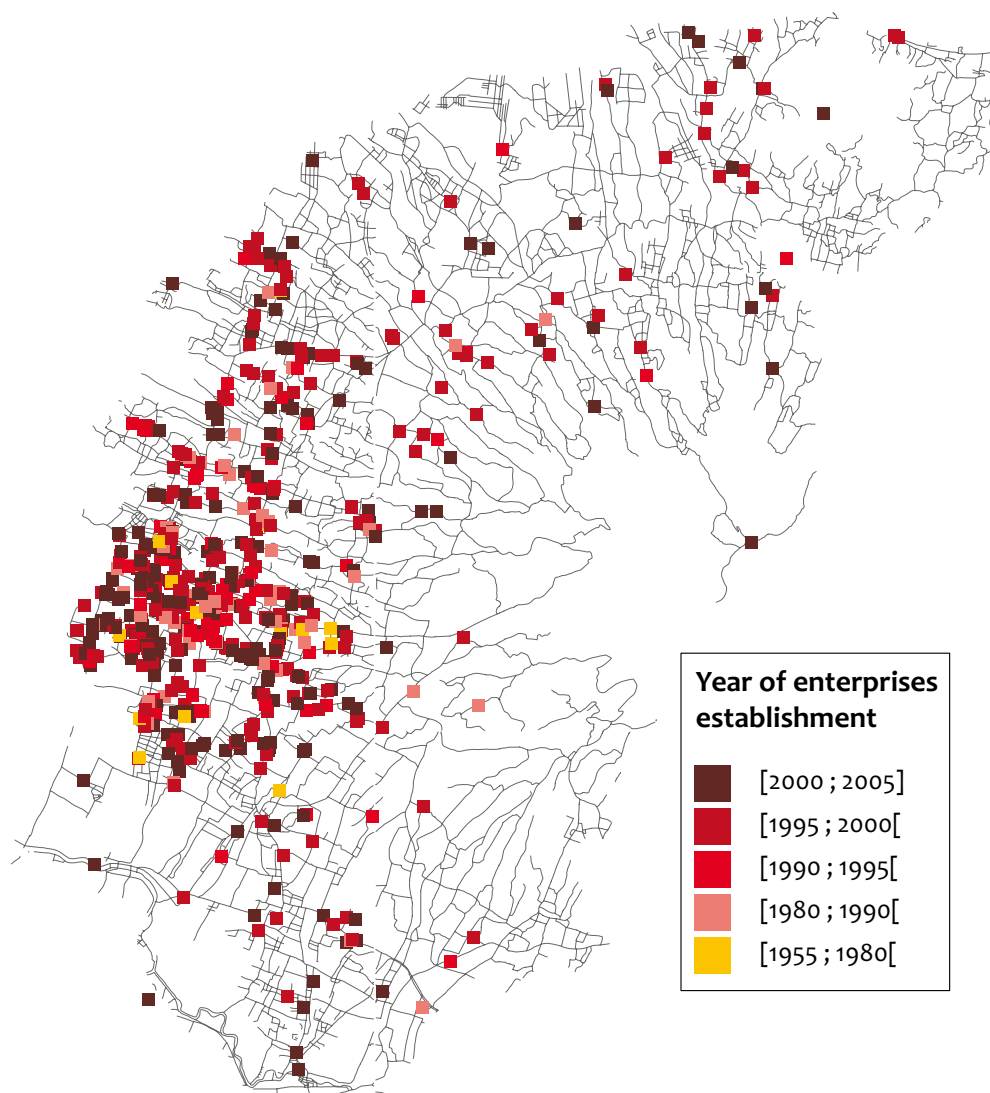 Year of enterprises
establishment
[2000 ; 2005]
[1995 ; 2000[
[1990 ; 1995[
[1980 ; 1990[
[1955 ; 1980[